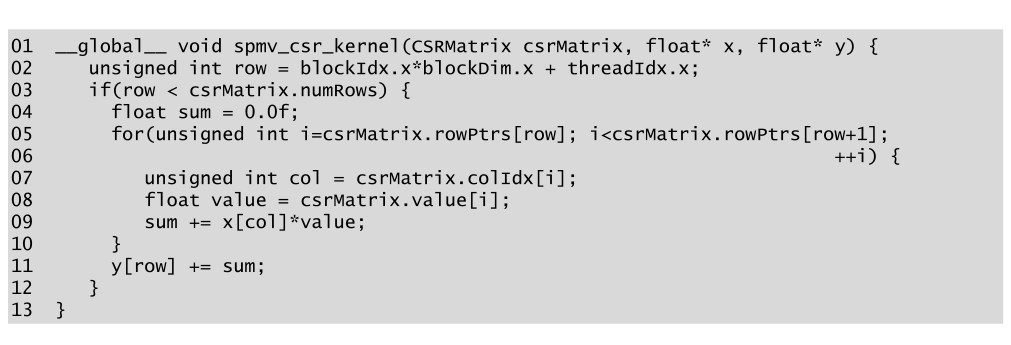 01 __global__ void spmv_csr_kernel(CSRMatrix csrMatrix, float* x, float* y) {
02 unsigned int row = blockIdx.x*blockDim.x + threadIdx.x;
03 if(row < csrMatrix.numRows) {
04 float sum = 0.0f;
05 for(unsigned int i=csrMatrix.rowPtrs[row]; i<csrMatrix.rowPtrs[row+1];
06 ++i) {
07 unsigned int col = csrMatrix.colIdx[i];
08 float value = csrMatrix.value[i];
09 sum += x[col]*value;
10 }
11 y[row] += sum;
12 }
13 }